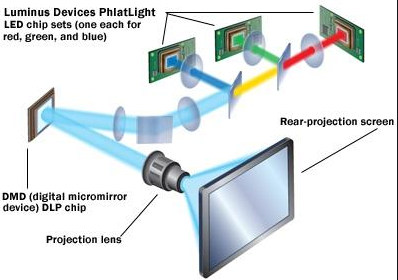 Luminus Devices PhlatLight
LED chip sets (one each for
red, green, and blue)
Rear-projection screen
DMD (digital micromirror
device) DLP chip
Projection lens